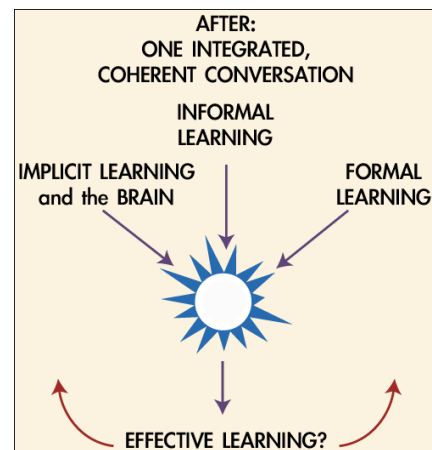 AFTER:
ONE INTEGRATED,
COHERENT CONVERSATION
INFORMAL
LEARNING
IMPLICIT LEARNING
and the BRAIN
FORMAL
LEARNING
EFFECTIVE LEARNING?